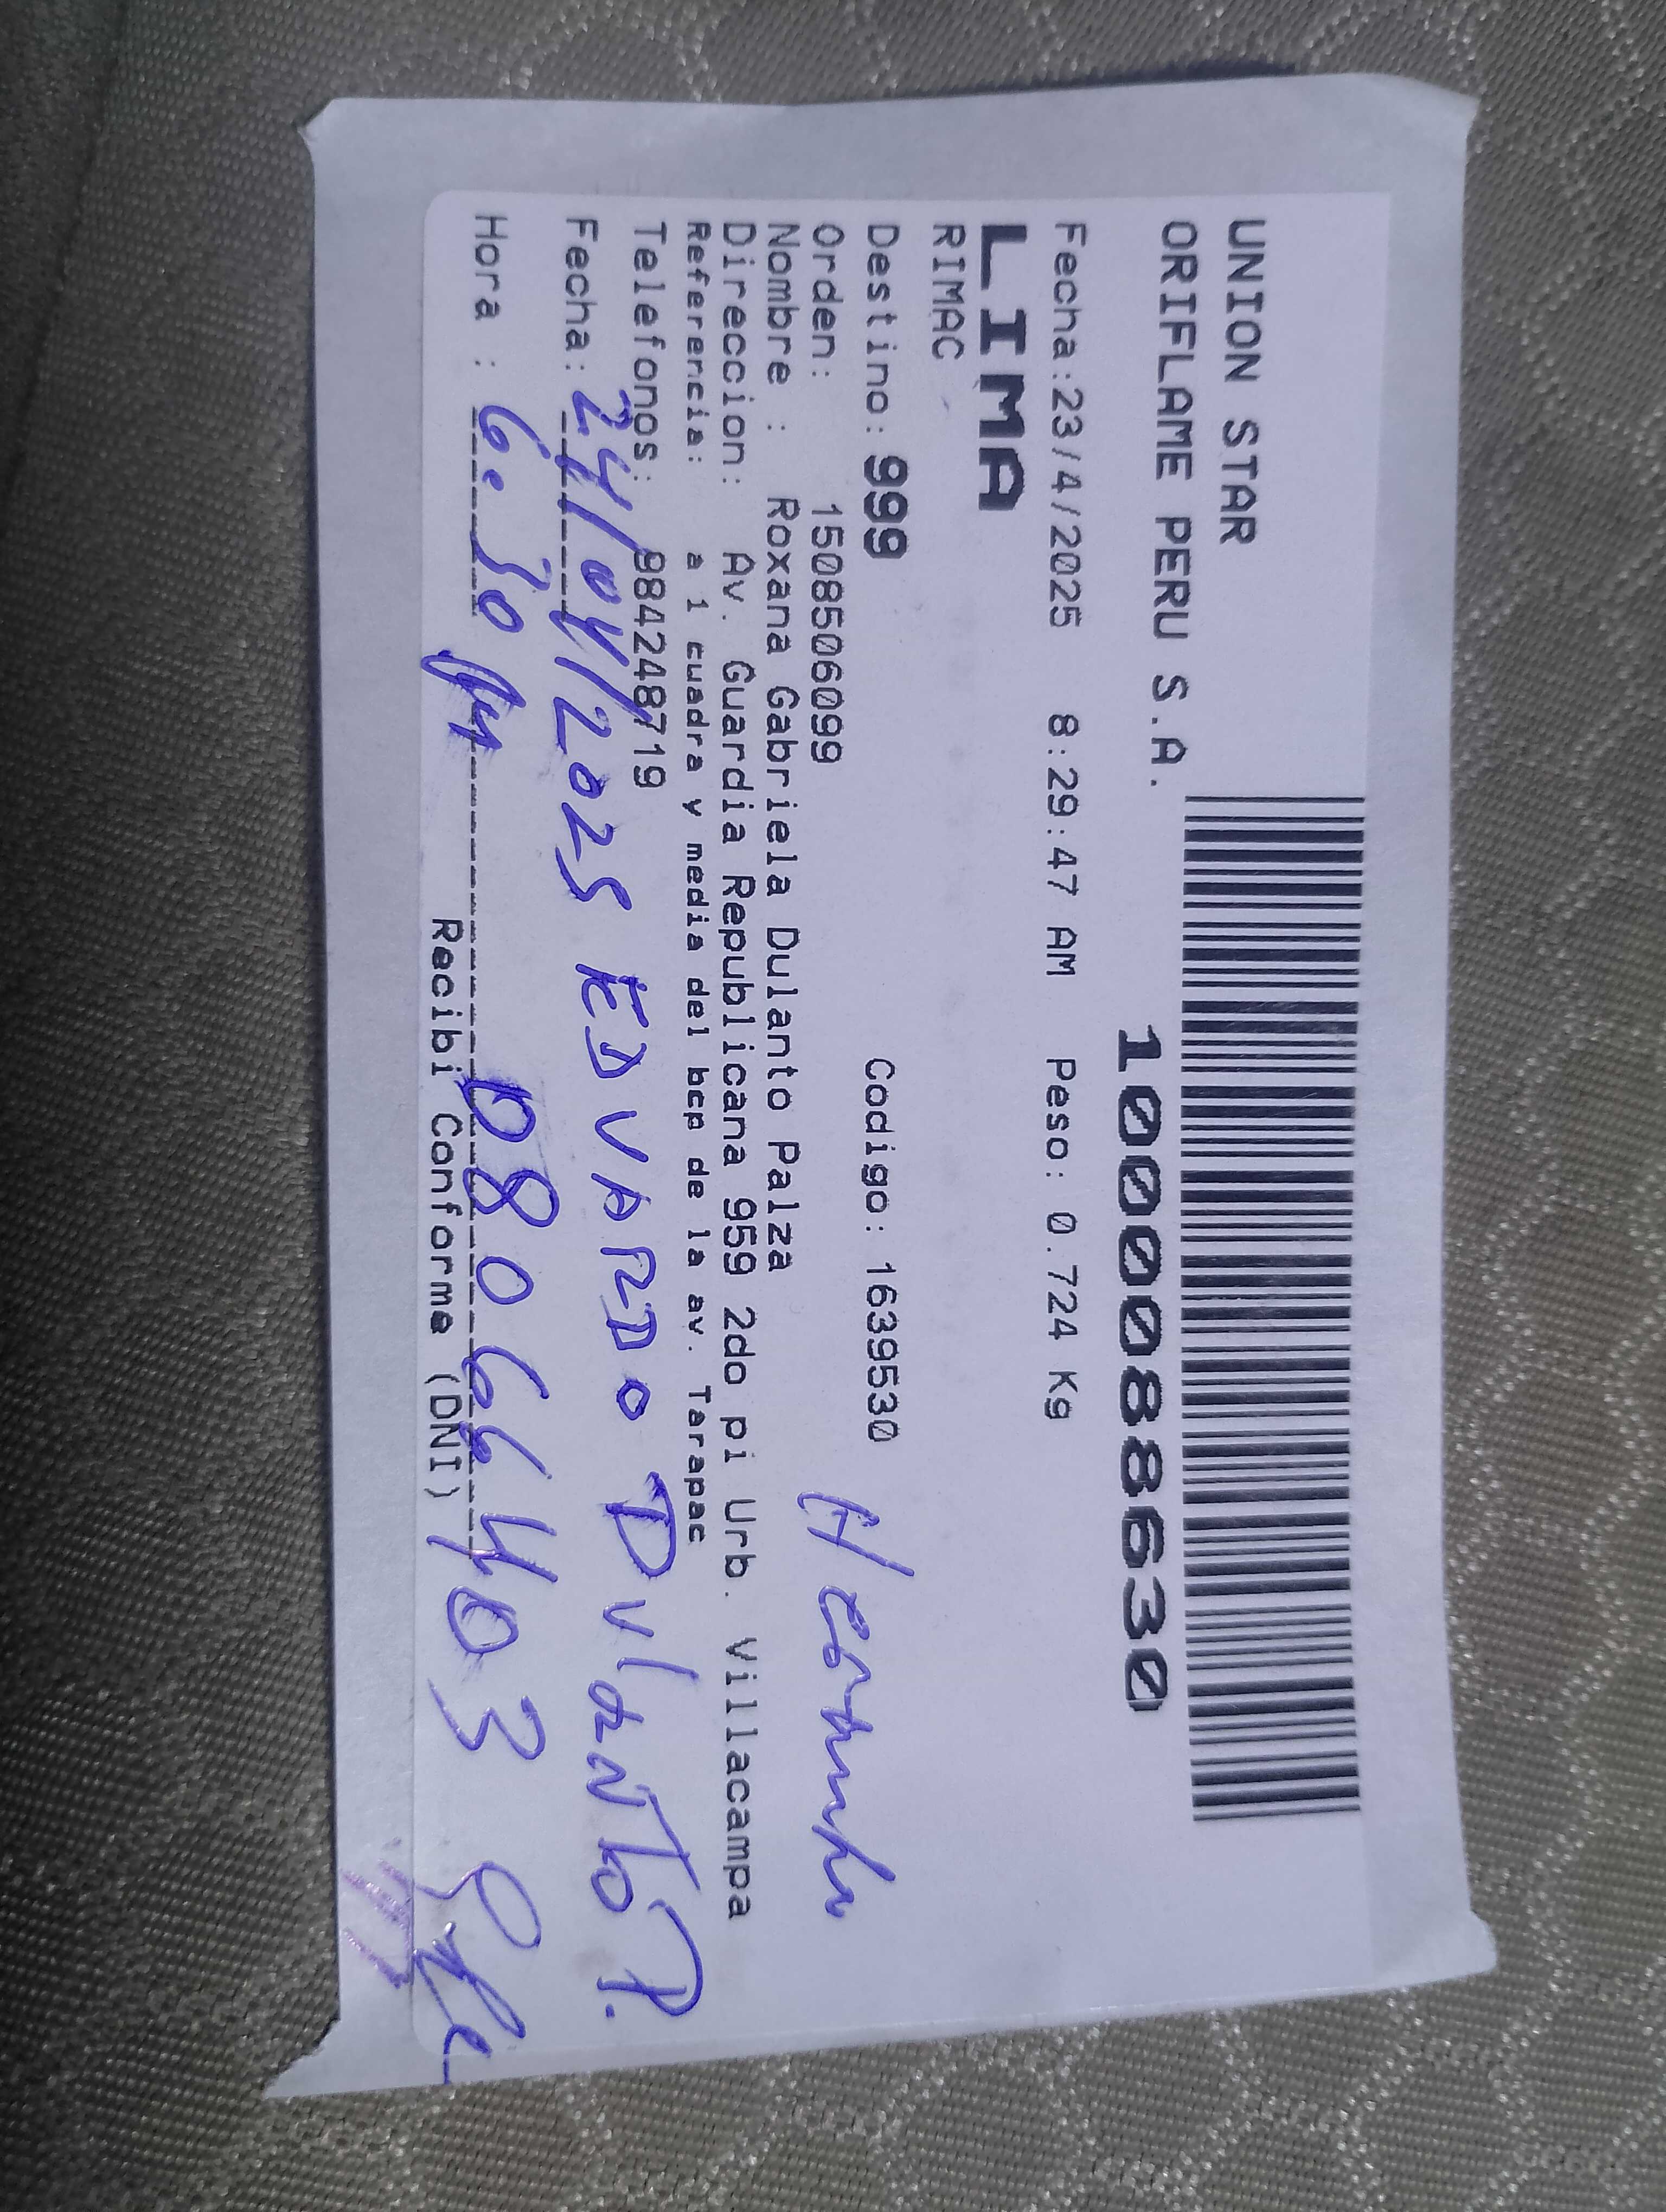 UNION STAR
ORIFLAME PERU S.A.
1000088630
Fecha:23/4/2025 8:29:47 AM Peso: 0.724 Kg
LIMA
RIMAC
Destino: 999 Codigo: 1639530
Orden: 1508506099
Nombre : Roxana Gabriela Dulanto Palza
Direccion: Av. Guardia Republicana 959 2do pi Urb. Villacampa
Referencia: a 1 cuadra y media del bcp de la av. Tarapac
Telefonos: 984248719
Fecha: 24/04/2025 EDUARDO DulaNTO P.
Hora : 6.30 pm 08066403
Recibi Conforme (DNI)